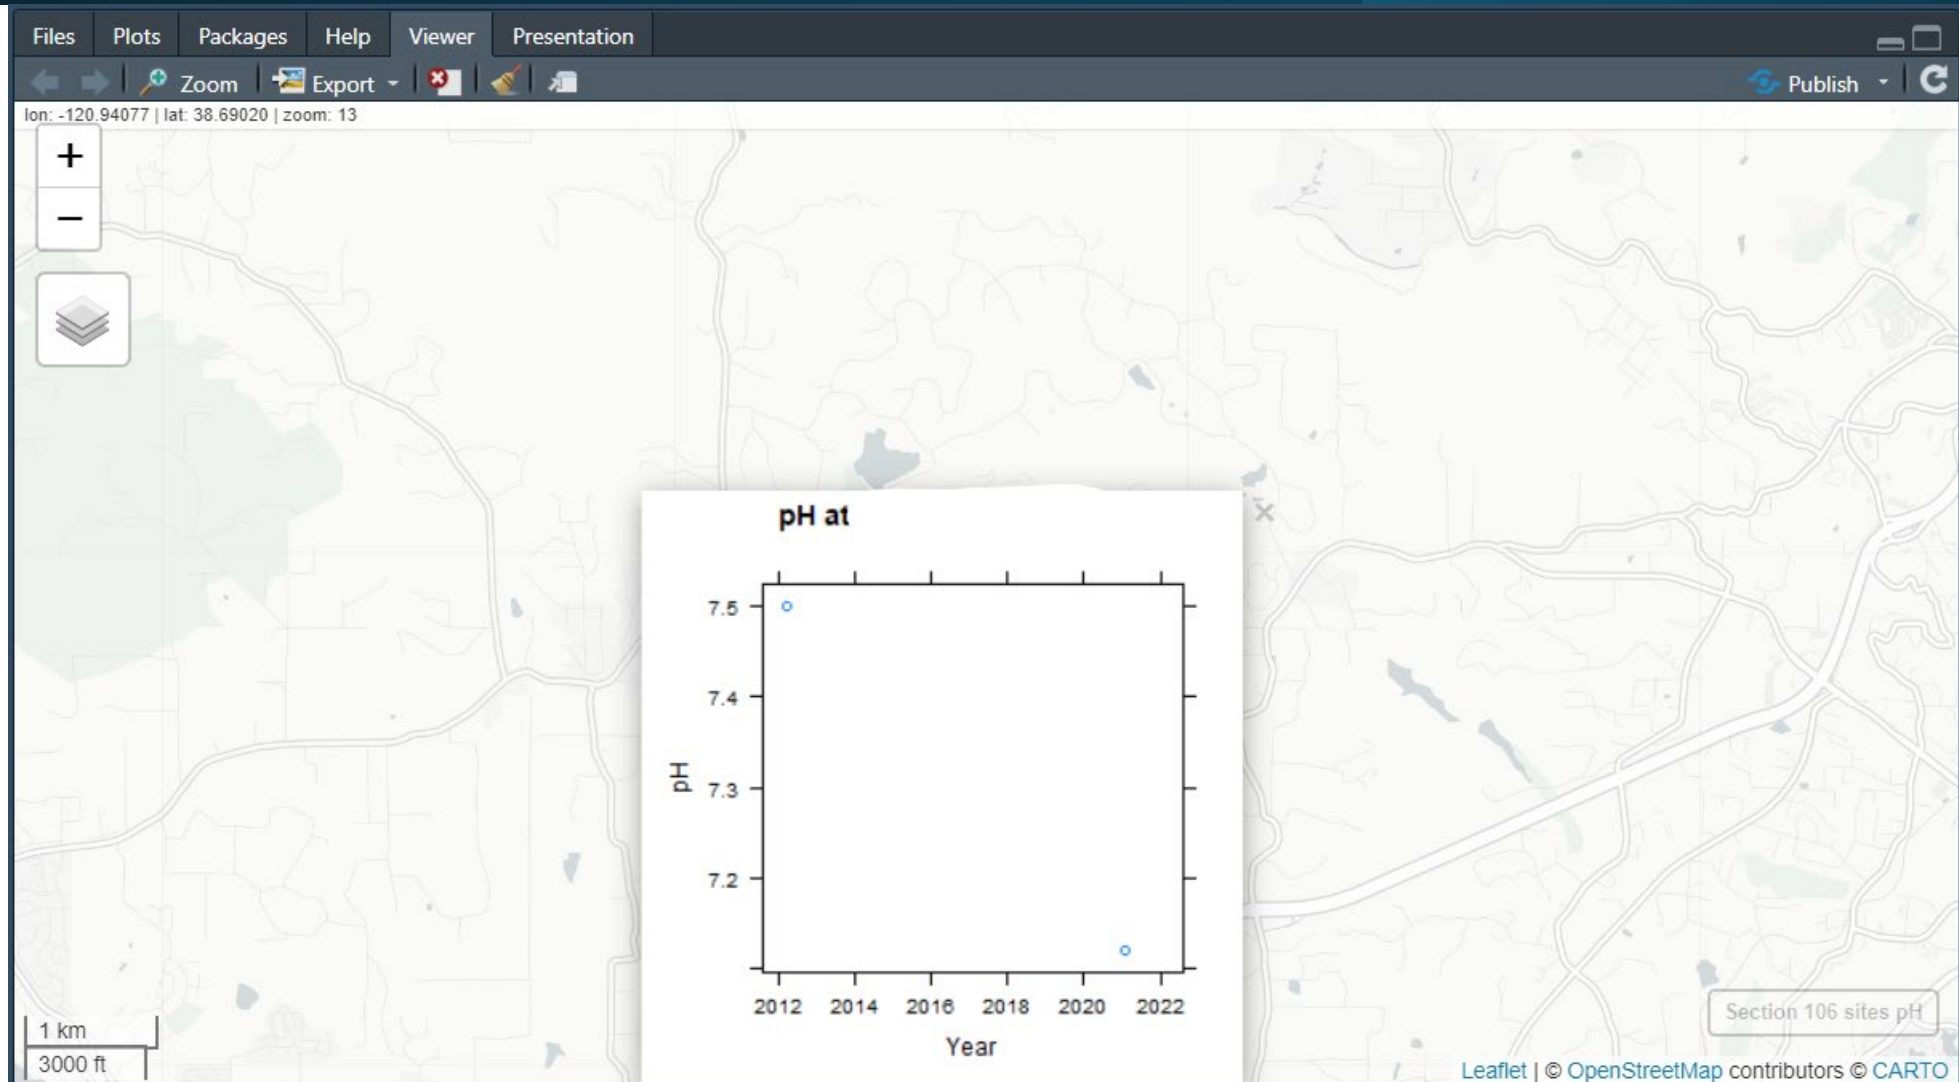 Files Plots Packages Help Viewer Presentation
Zoom Export Publish
lon: -120.94077 | lat: 38.69020 | zoom: 13
+
−
pH at
7.5
7.4
7.3
7.2
pH
2012 2014 2016 2018 2020 2022
Year
1 km
3000 ft
Section 106 sites pH
Leaflet | © OpenStreetMap contributors © CARTO